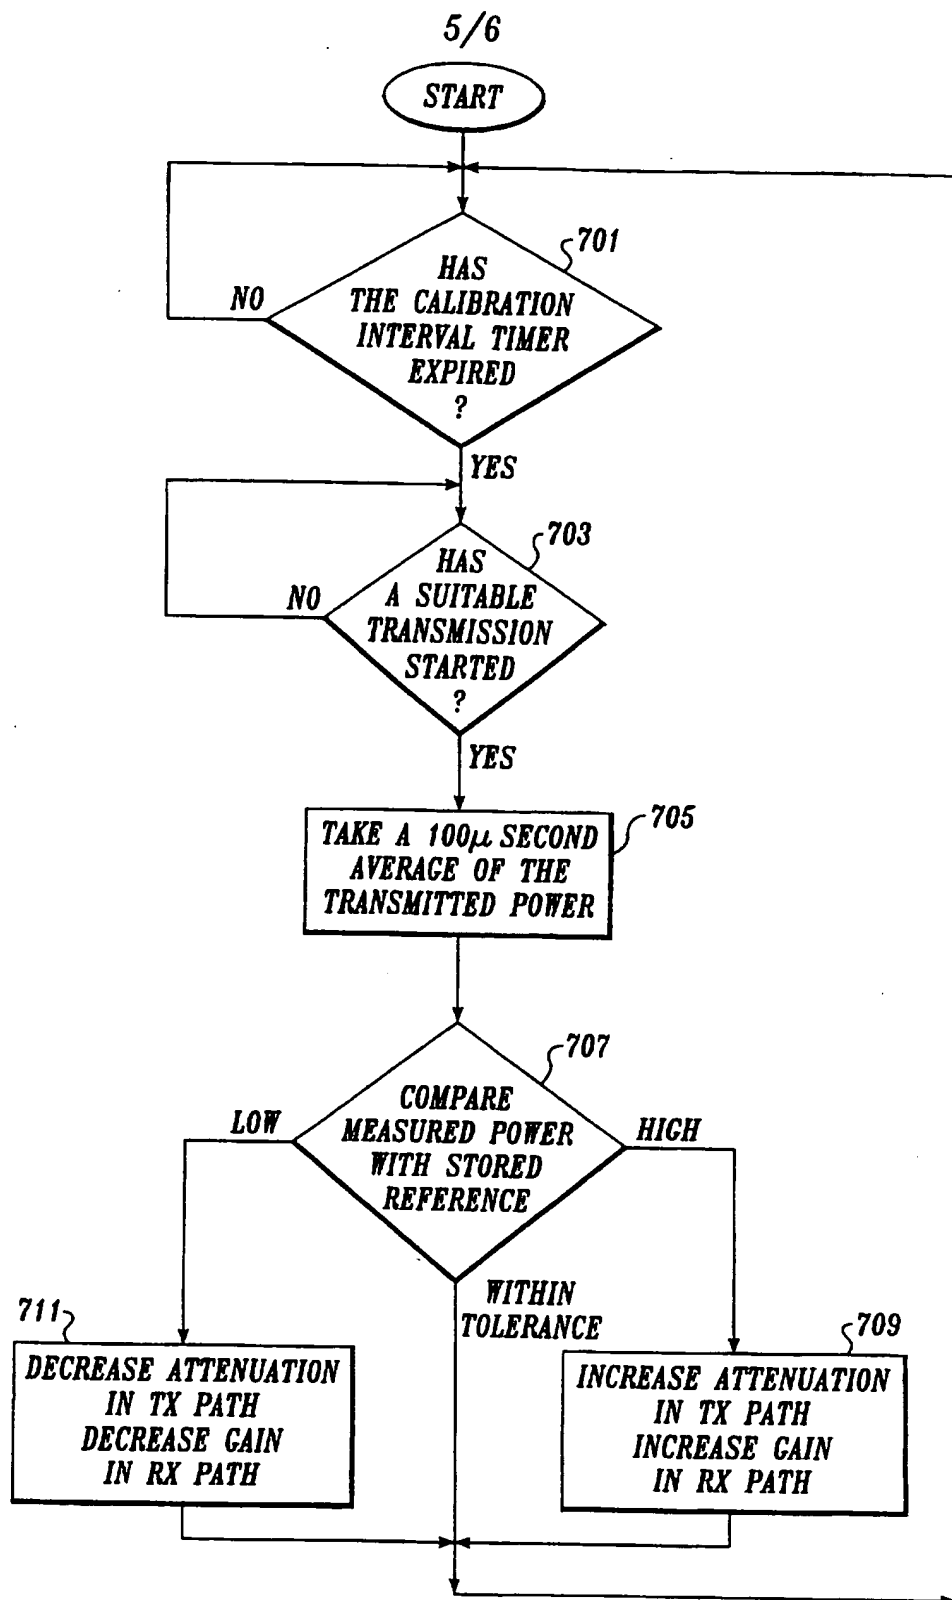 5/6
START
701
HAS
THE CALIBRATION
INTERVAL TIMER
EXPIRED
?
NO
YES
703
HAS
A SUITABLE
TRANSMISSION
STARTED
?
NO
YES
705
TAKE A 100μ SECOND
AVERAGE OF THE
TRANSMITTED POWER
707
COMPARE
MEASURED POWER
WITH STORED
REFERENCE
LOW
HIGH
WITHIN
TOLERANCE
711
DECREASE ATTENUATION
IN TX PATH
DECREASE GAIN
IN RX PATH
709
INCREASE ATTENUATION
IN TX PATH
INCREASE GAIN
IN RX PATH